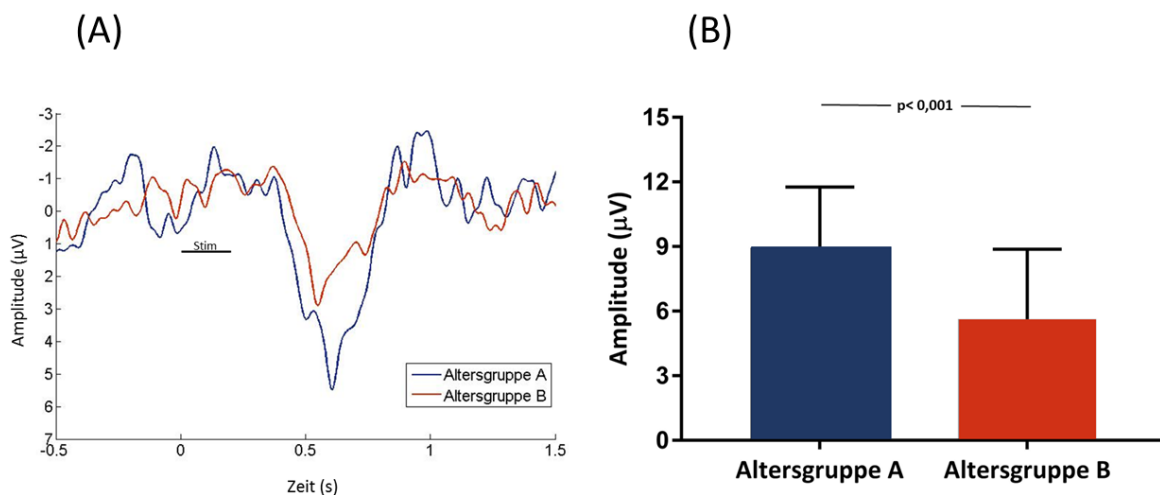 (A)
(B)
-3
-2
-1
0
1
2
3
4
5
6
7
Amplitude (µV)
Stim
Altersgruppe A
Altersgruppe B
-0.5
0
0.5
1
1.5
Zeit (s)
p< 0,001
15
12
9
6
3
0
Amplitude (µV)
Altersgruppe A
Altersgruppe B